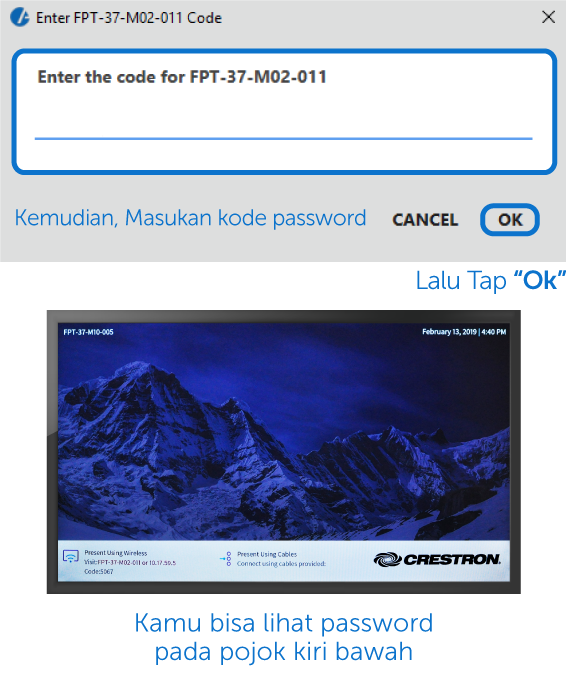 Enter FPT-37-M02-011 Code
Enter the code for FPT-37-M02-011
Kemudian, Masukan kode password
CANCEL
OK
Lalu Tap “Ok”
FPT-37-M10-005
February 13, 2019 | 4:40 PM
Present Using Wireless
Visit: FPT-37-M02-011 or 10.17.59.5
Code:5067
Present Using Cables
Connect using cables provided:
CRESTRON.
Kamu bisa lihat password
pada pojok kiri bawah